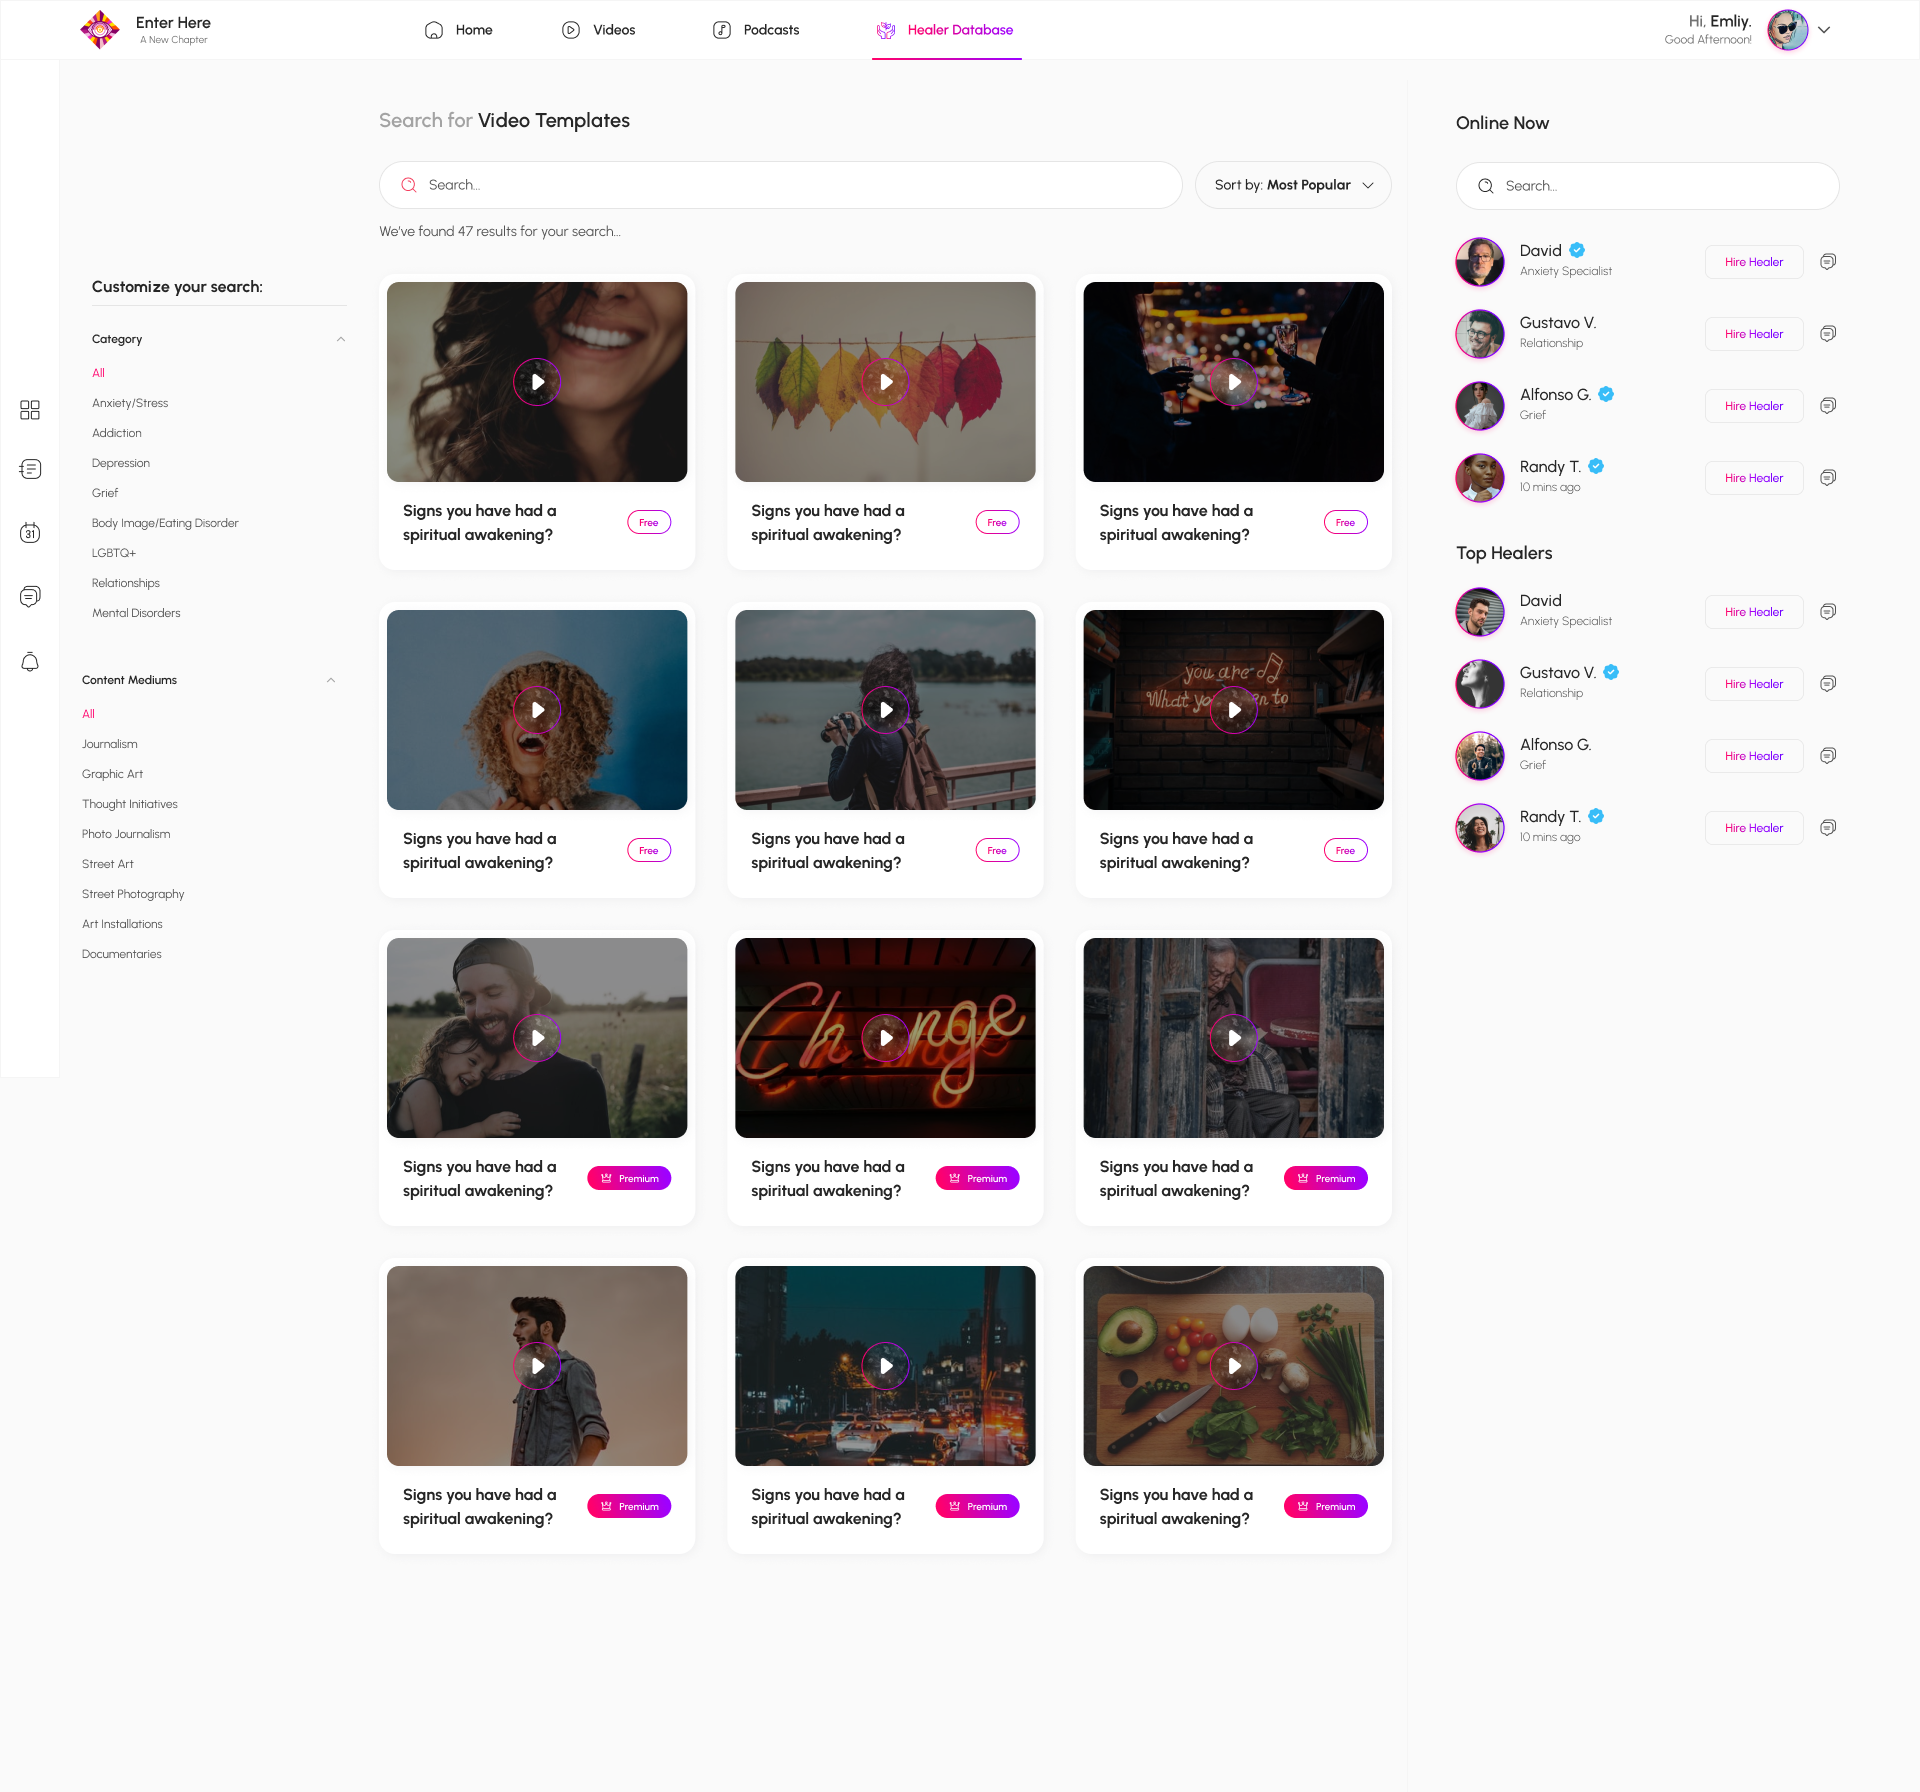 Enter Here
A New Chapter
Home
Videos
Podcasts
Healer Database
Hi, Emliy.
Good Afternoon!
Search for Video Templates
Search...
Sort by: Most Popular
We've found 47 results for your search...
Customize your search:
Category
All
Anxiety/Stress
Addiction
Depression
Grief
Body Image/Eating Disorder
LGBTQ+
Relationships
Mental Disorders
31
Content Mediums
All
Journalism
Graphic Art
Thought Initiatives
Photo Journalism
Street Art
Street Photography
Art Installations
Documentaries
Signs you have had a
spiritual awakening?
Free
Signs you have had a
spiritual awakening?
Free
Signs you have had a
spiritual awakening?
Free
you are
What yo en to
Signs you have had a
spiritual awakening?
Free
Signs you have had a
spiritual awakening?
Free
Signs you have had a
spiritual awakening?
Free
Change
Signs you have had a
spiritual awakening?
Premium
Signs you have had a
spiritual awakening?
Premium
Signs you have had a
spiritual awakening?
Premium
Signs you have had a
spiritual awakening?
Premium
Signs you have had a
spiritual awakening?
Premium
Signs you have had a
spiritual awakening?
Premium
Online Now
Search...
David
Anxiety Specialist
Hire Healer
Gustavo V.
Relationship
Hire Healer
Alfonso G.
Grief
Hire Healer
Randy T.
10 mins ago
Hire Healer
Top Healers
David
Anxiety Specialist
Hire Healer
Gustavo V.
Relationship
Hire Healer
Alfonso G.
Grief
Hire Healer
Randy T.
10 mins ago
Hire Healer